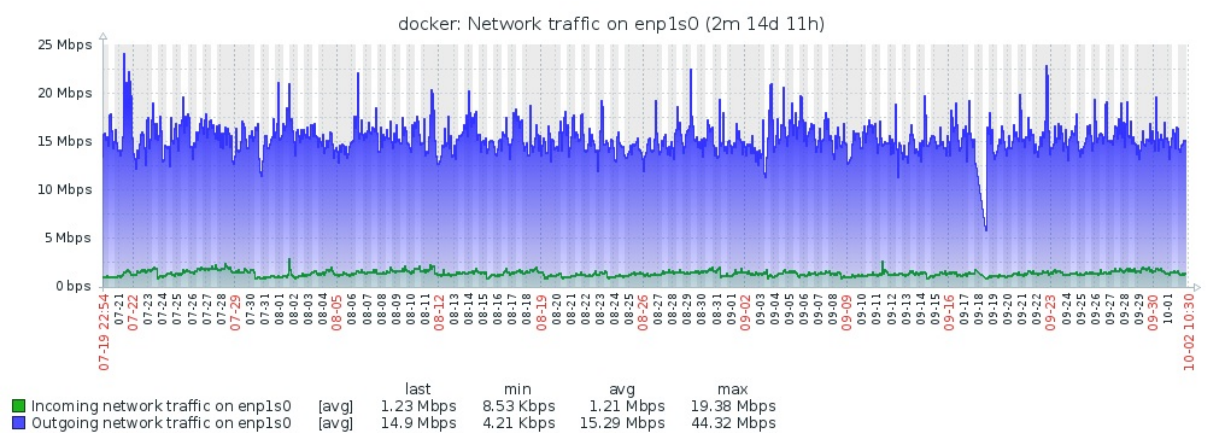 docker: Network traffic on enp1s0 (2m 14d 11h)
25 Mbps
20 Mbps
15 Mbps
10 Mbps
5 Mbps
0 bps
07-19 22:54 07-21 07-22 07-23 07-24 07-25 07-26 07-27 07-28 07-29 07-30 07-31 08-01 08-02 08-03 08-04 08-05 08-06 08-07 08-08 08-09 08-10 08-11 08-12 08-13 08-14 08-15 08-16 08-17 08-18 08-19 08-20 08-21 08-22 08-23 08-24 08-25 08-26 08-27 08-28 08-29 08-30 08-31 09-01 09-02 09-03 09-04 09-05 09-06 09-07 09-08 09-09 09-10 09-11 09-12 09-13 09-14 09-15 09-16 09-17 09-18 09-19 09-20 09-21 09-22 09-23 09-24 09-25 09-26 09-27 09-28 09-29 09-30 10-01 10-02 10:30
last min avg max
Incoming network traffic on enp1s0 [avg] 1.23 Mbps 8.53 Kbps 1.21 Mbps 19.38 Mbps
Outgoing network traffic on enp1s0 [avg] 14.9 Mbps 4.21 Kbps 15.29 Mbps 44.32 Mbps